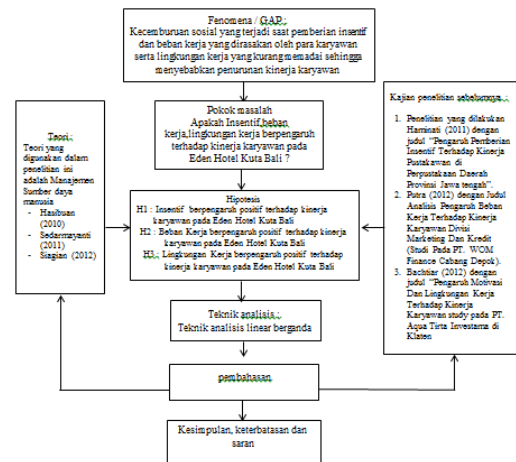 Fenomena / GAP :
Kecemburuan sosial yang terjadi saat pemberian insentif
dan beban kerja yang dirasakan oleh para karyawan
serta lingkungan kerja yang kurang memadai sehingga
menyebabkan penurunan kinerja karyawan
Pokok masalah
Apakah Insentif,beban
kerja,lingkungan kerja berpengaruh
terhadap kinerja karyawan pada
Eden Hotel Kuta Bali ?
Teori :
Teori yang
digunakan dalam
penelitian ini
adalah Manajemen
Sumber daya
manusia
- Hasibuan
(2010)
- Sedarmayanti
(2011)
- Siagian (2012)
Hipotesis
H1 : Insentif berpengaruh positif terhadap kinerja
karyawan pada Eden Hotel Kuta Bali
H2 : Beban Kerja berpengaruh positif terhadap kinerja
karyawan pada Eden Hotel Kuta Bali
H3 : Lingkungan Kerja berpengaruh positif terhadap
kinerja karyawan pada Eden Hotel Kuta Bali
Kajian penelitian sebelumnya :
1. Penelitian yang dilakukan
Haminati (2011) dengan
judul "Pengaruh Pemberian
Insentif Terhadap Kinerja
Pustakawan di
Perpustakaan Daerah
Provinsi Jawa tengah".
2. Putra (2012) dengan Judul
Analisis Pengaruh Beban
Kerja Terhadap Kinerja
Karyawan Divisi
Marketing Dan Kredit
(Studi Pada PT. WOM
Finance Cabang Depok).
3. Bachtiar (2012) dengan
judul "Pengaruh Motivasi
Dan Lingkungan Kerja
Terhadap Kinerja
Karyawan study pada PT.
Aqua Tirta Investama di
Klaten
Teknik analisis :
Teknik analisis linear berganda
pembahasan
Kesimpulan, keterbatasan dan
saran